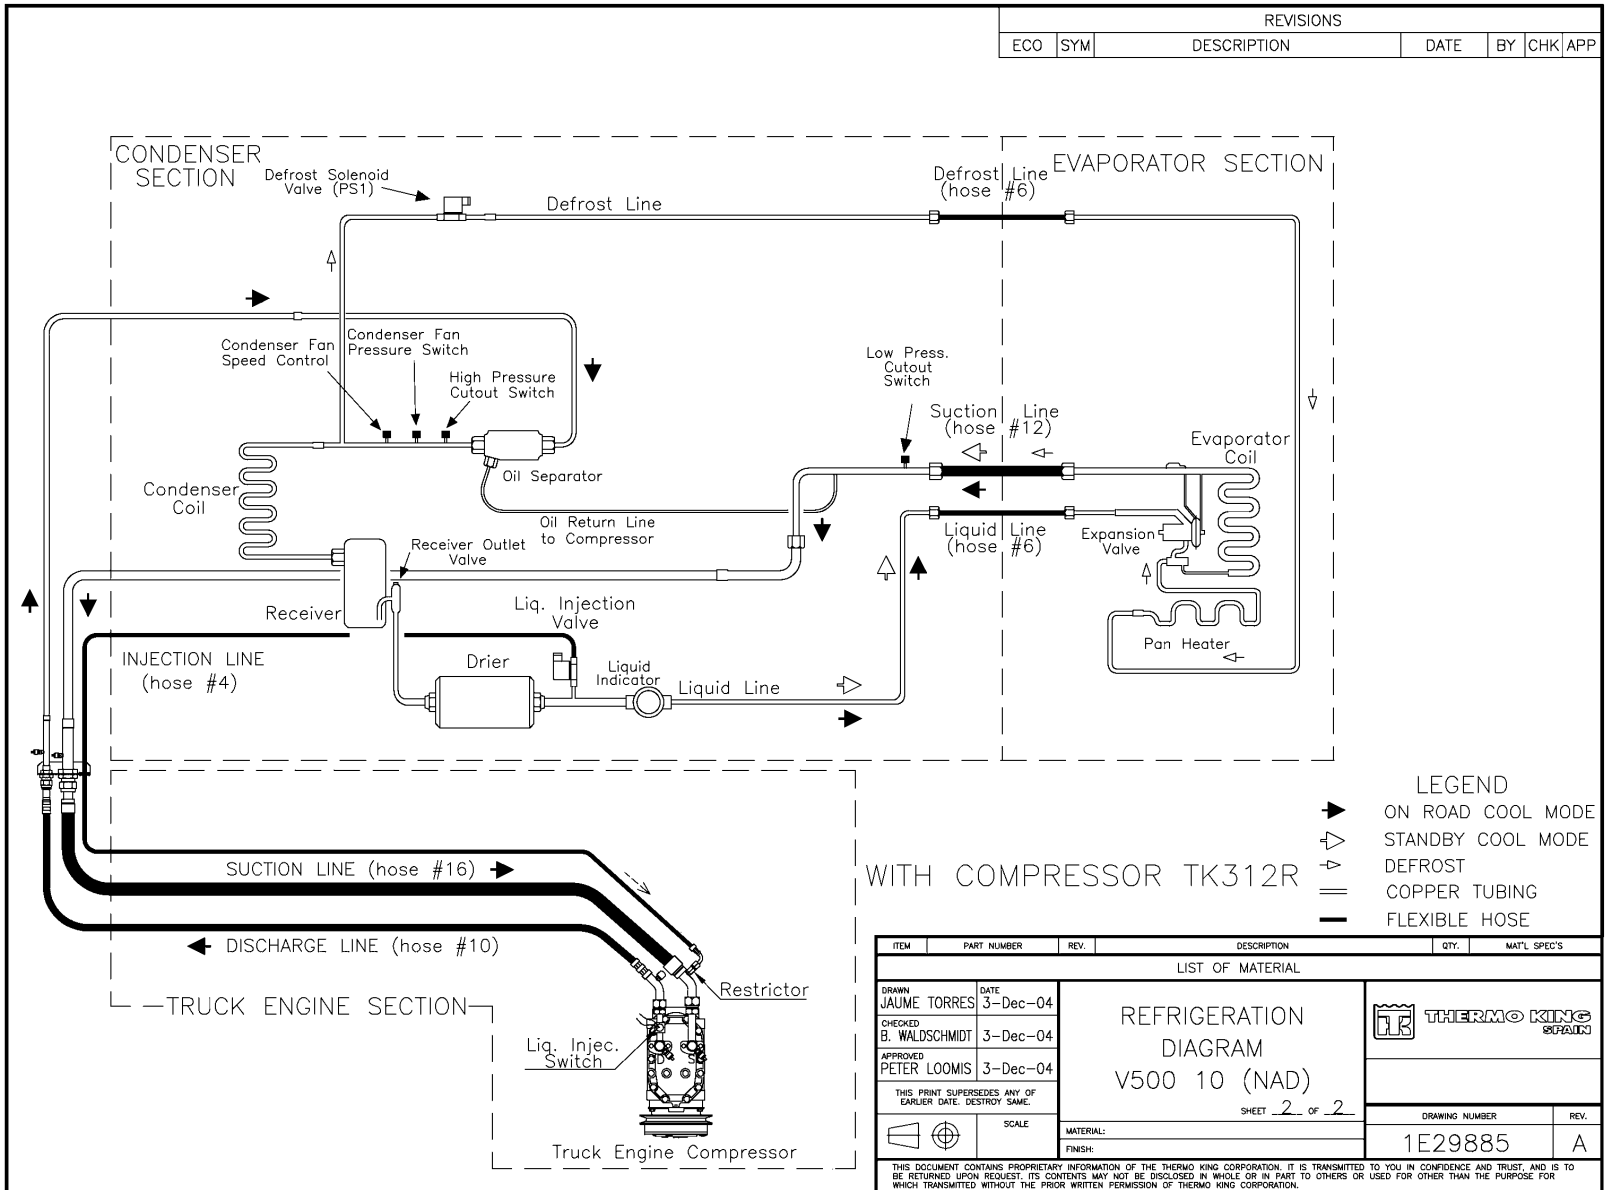 REVISIONS
ECO SYM DESCRIPTION DATE BY CHK APP
CONDENSER
SECTION
Defrost Solenoid
Valve (PS1)
Defrost Line
Defrost Line
(hose #6)
EVAPORATOR SECTION
Condenser Fan
Speed Control
Condenser Fan
Pressure Switch
High Pressure
Cutout Switch
Low Press.
Cutout
Switch
Suction Line
(hose #12)
Evaporator
Coil
Oil Separator
Condenser
Coil
Oil Return Line
to Compressor
Liquid Line
(hose #6)
Expansion
Valve
Receiver Outlet
Valve
Receiver
Liq. Injection
Valve
Pan Heater
INJECTION LINE
(hose #4)
Drier
Liquid
Indicator
Liquid Line
LEGEND
ON ROAD COOL MODE
STANDBY COOL MODE
DEFROST
COPPER TUBING
FLEXIBLE HOSE
SUCTION LINE (hose #16)
WITH COMPRESSOR TK312R
DISCHARGE LINE (hose #10)
Restrictor
TRUCK ENGINE SECTION
Liq. Injec.
Switch
D S
Truck Engine Compressor
ITEM PART NUMBER REV. DESCRIPTION QTY. MAT'L SPEC'S
LIST OF MATERIAL
DRAWN
JAUME TORRES
DATE
3-Dec-04
CHECKED
B. WALDSCHMIDT 3-Dec-04
APPROVED
PETER LOOMIS 3-Dec-04
THIS PRINT SUPERSEDES ANY OF
EARLIER DATE. DESTROY SAME.
SCALE
REFRIGERATION
DIAGRAM
V500 10 (NAD)
SHEET 2 OF 2
MATERIAL:
FINISH:
TK
THERMO KING
SPAIN
DRAWING NUMBER REV.
1E29885 A
THIS DOCUMENT CONTAINS PROPRIETARY INFORMATION OF THE THERMO KING CORPORATION. IT IS TRANSMITTED TO YOU IN CONFIDENCE AND TRUST, AND IS TO
BE RETURNED UPON REQUEST. ITS CONTENTS MAY NOT BE DISCLOSED IN WHOLE OR IN PART TO OTHERS OR USED FOR OTHER THAN THE PURPOSE FOR
WHICH TRANSMITTED WITHOUT THE PRIOR WRITTEN PERMISSION OF THERMO KING CORPORATION.